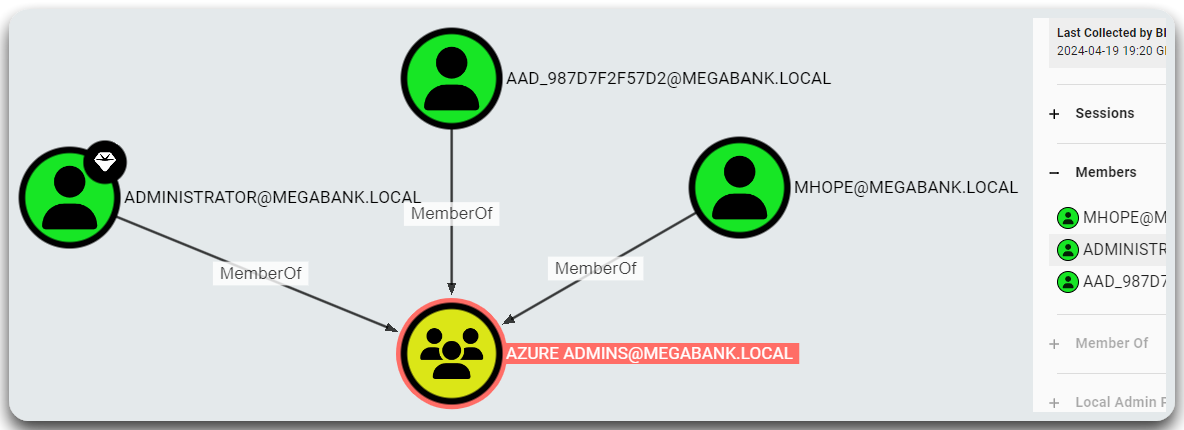 AAD_987D7F2F57D2@MEGABANK.LOCAL
ADMINISTRATOR@MEGABANK.LOCAL
MHOPE@MEGABANK.LOCAL
MemberOf
MemberOf
MemberOf
AZURE ADMINS@MEGABANK.LOCAL
Last Collected by
2024-04-19 19:20
Sessions
Members
MHOPE@M
ADMINISTR
AAD_987D7
Member Of
Local Admin